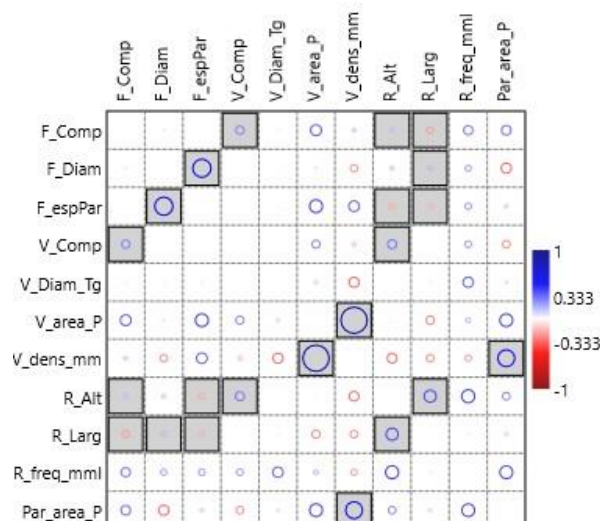 F_Comp
F_Diam
F_espPar
V_Comp
V_Diam_Tg
V_area_P
V_dens_mm
R_Alt
R_Larg
R_freq_mml
Par_area_P
F_Comp
F_Diam
F_espPar
V_Comp
V_Diam_Tg
V_area_P
V_dens_mm
R_Alt
R_Larg
R_freq_mml
Par_area_P
1
0.333
-0.333
-1